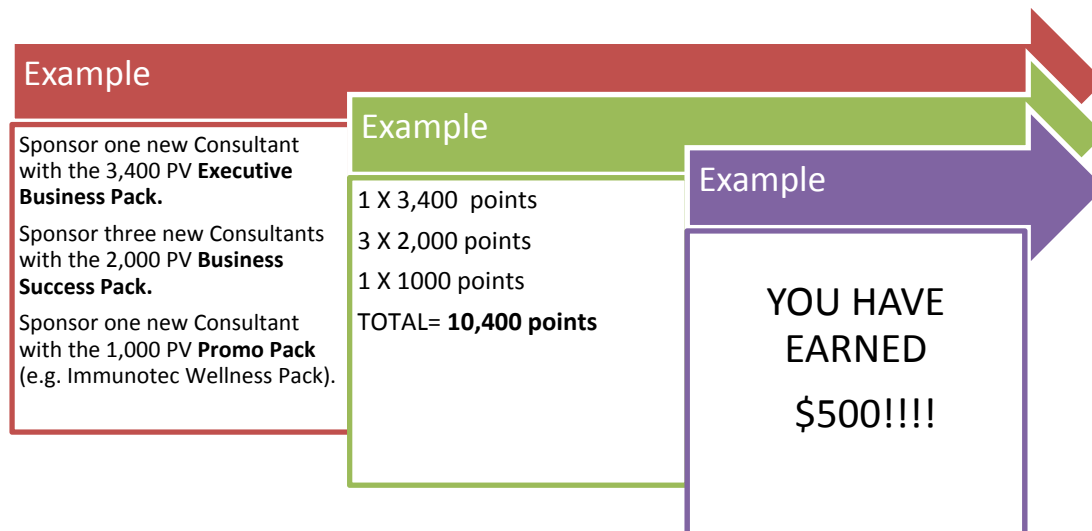 Example
Sponsor one new Consultant
with the 3,400 PV Executive
Business Pack.
Sponsor three new Consultants
with the 2,000 PV Business
Success Pack.
Sponsor one new Consultant
with the 1,000 PV Promo Pack
(e.g. Immunotec Wellness Pack).
Example
1 X 3,400  points
3 X 2,000 points
1 X 1000 points
TOTAL= 10,400 points
Example
YOU HAVE
EARNED
$500!!!!